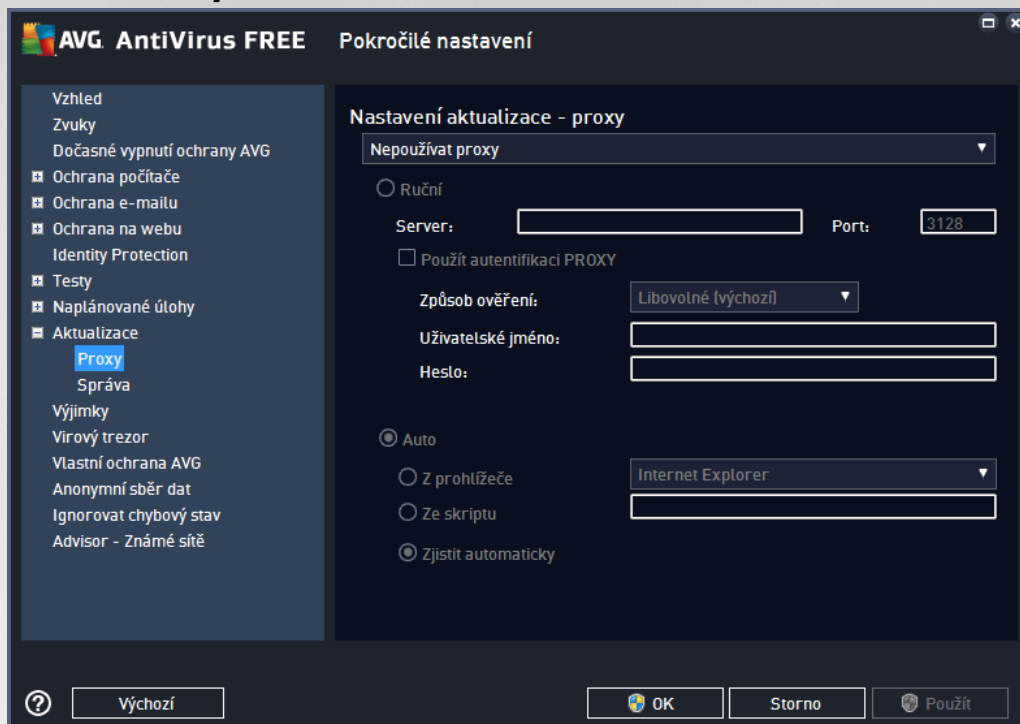 AVG AntiVirus FREE Pokročilé nastavení
Vzhled
Zvuky
Dočasné vypnutí ochrany AVG
Ochrana počítače
Ochrana e-mailu
Ochrana na webu
Identity Protection
Testy
Naplánované úlohy
Aktualizace
Proxy
Správa
Výjimky
Virový trezor
Vlastní ochrana AVG
Anonymní sběr dat
Ignorovat chybový stav
Advisor - Známé sítě
Nastavení aktualizace - proxy
Nepoužívat proxy
Ruční
Server: Port: 3128
Použít autentifikaci PROXY
Způsob ověření: Libovolné (výchozí)
Uživatelské jméno:
Heslo:
Auto
Z prohlížeče Internet Explorer
Ze skriptu
Zjistit automaticky
Výchozí OK Storno Použít